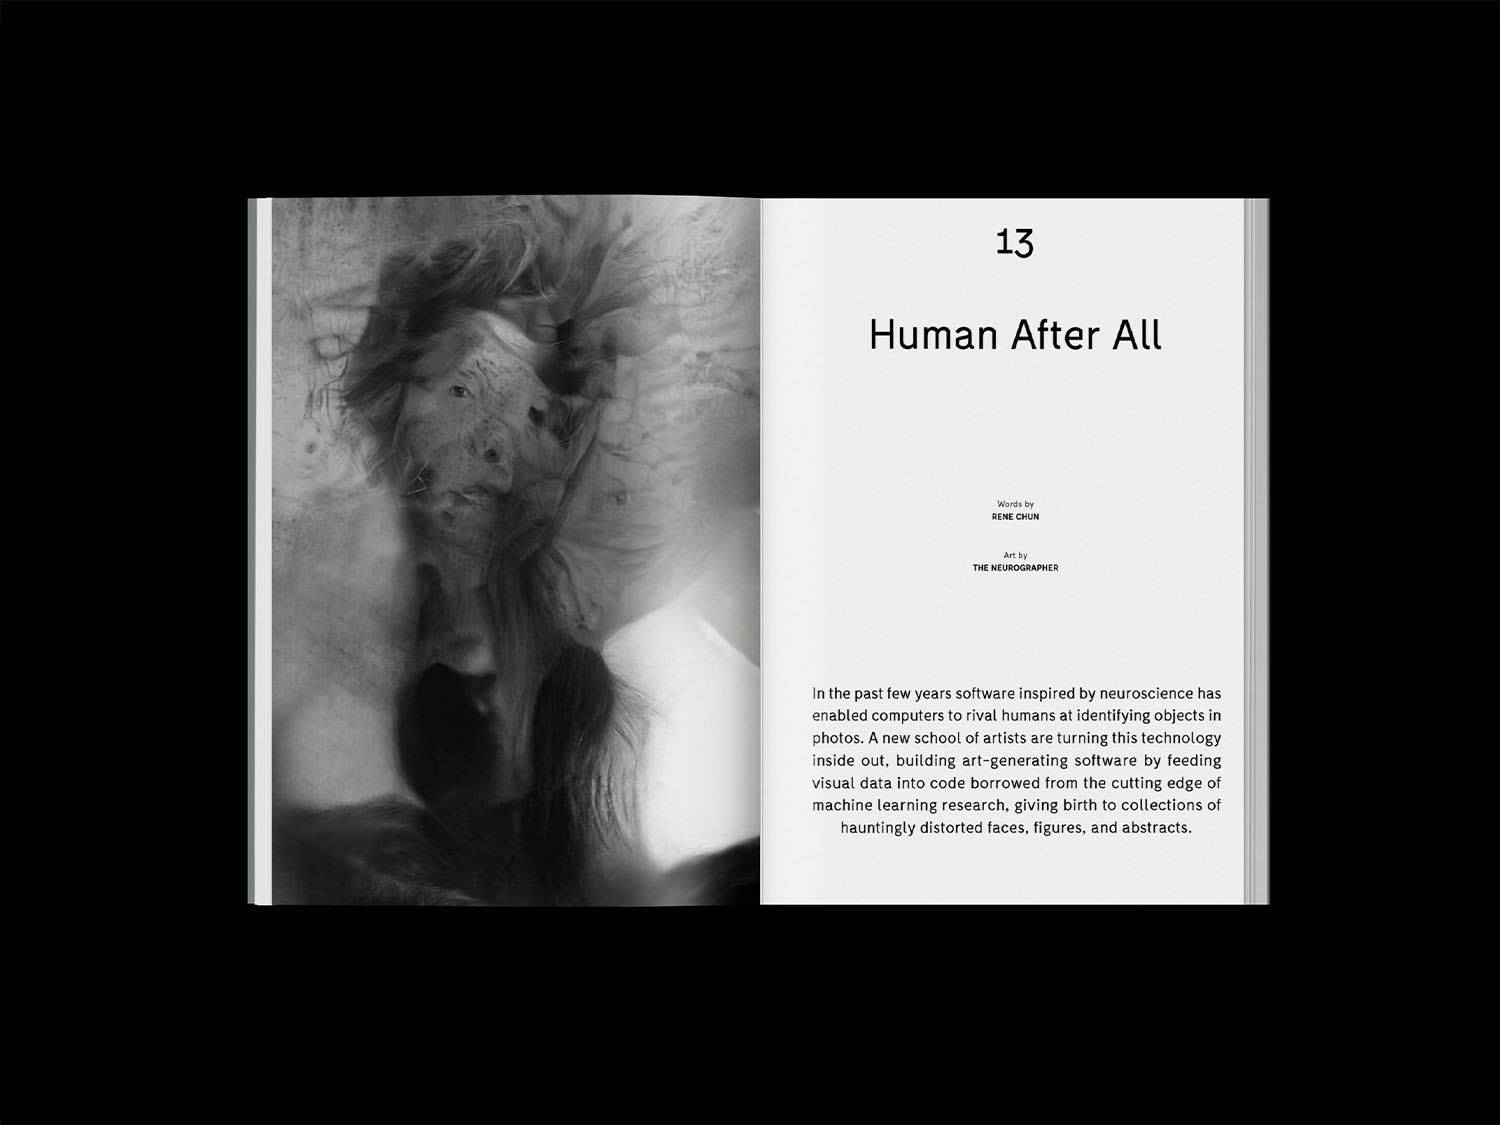 13
Human After All
Words by
RENE CHUN
Art by
THE NEUROGRAPHER
In the past few years software inspired by neuroscience has
enabled computers to rival humans at identifying objects in
photos. A new school of artists are turning this technology
inside out, building art-generating software by feeding
visual data into code borrowed from the cutting edge of
machine learning research, giving birth to collections of
hauntingly distorted faces, figures, and abstracts.